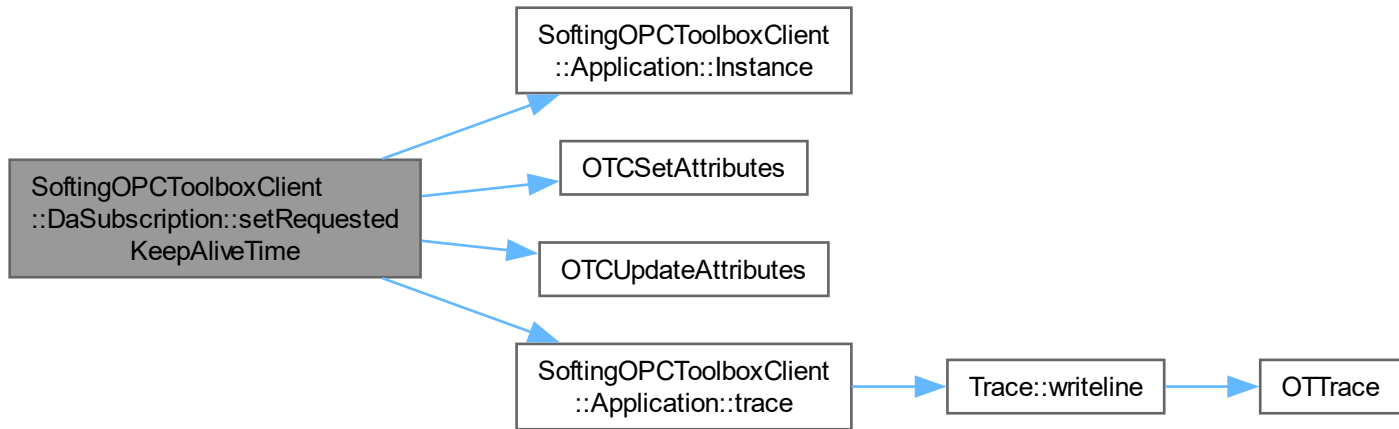 SoftingOPCToolboxClient
::Application::Instance
OTCSetAttributes
SoftingOPCToolboxClient
::DaSubscription::setRequested
KeepAliveTime
OTCUpdateAttributes
SoftingOPCToolboxClient
::Application::trace
Trace::writeline
OTTrace